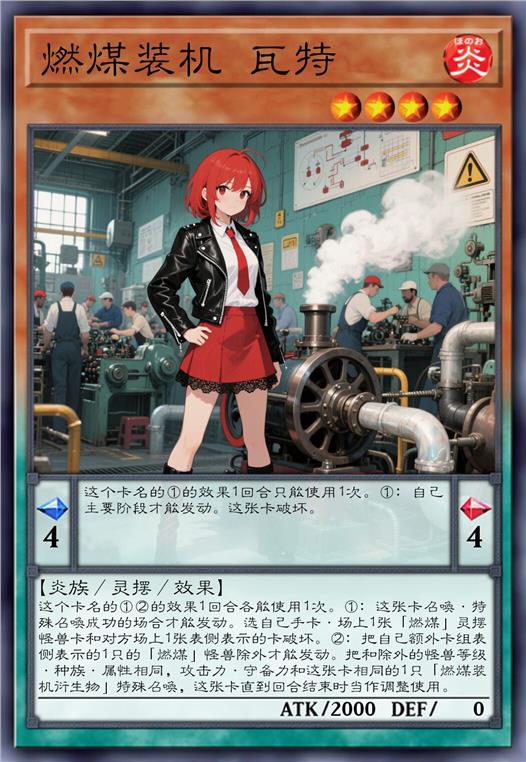 燃煤装机 瓦特
ほのお
炎
这个卡名的①的效果1回合只能使用1次。①：自己
主要阶段才能发动。这张卡破坏。
4
4
【炎族／灵摆／效果】
这个卡名的①②的效果1回合各能使用1次。①：这张卡召唤·特
殊召唤成功的场合才能发动。选自己手卡·场上1张「燃煤」灵摆
怪兽卡和对方场上1张表侧表示的卡破坏。②：把自己额外卡组表
侧表示的1只的「燃煤」怪兽除外才能发动。把和除外的怪兽等级
·种族·属性相同，攻击力·守备力和这张卡相同的1只「燃煤装
机衍生物」特殊召唤，这张卡直到回合结束时当作调整使用。
ATK/2000 DEF/ 0